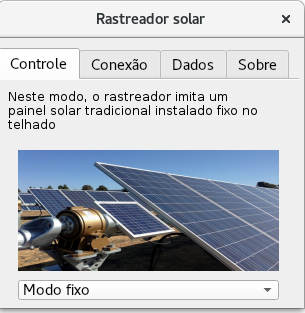 Rastreador solar
Controle
Conexão
Dados
Sobre
Neste modo, o rastreador imita um
painel solar tradicional instalado fixo no
telhado
Modo fixo